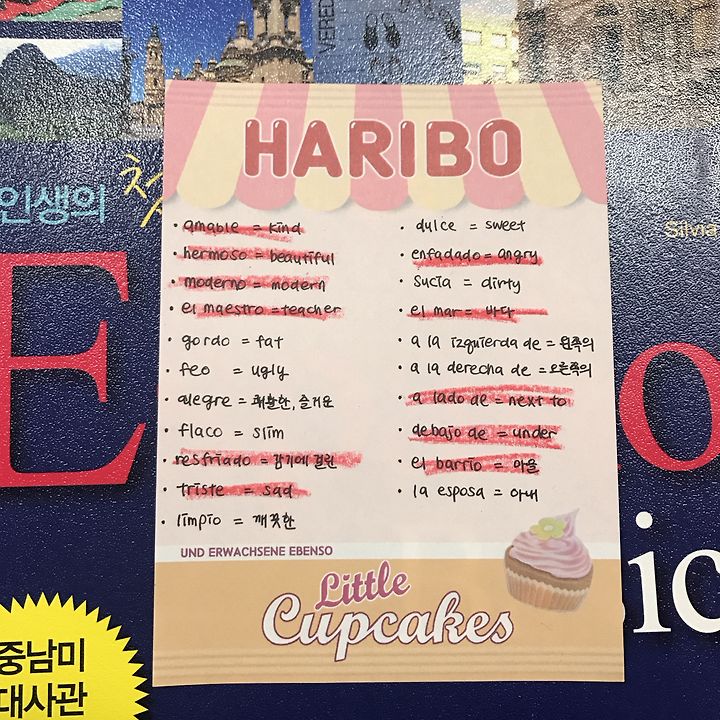 VERED
인생의
첫
Silvia
E
o
sic
HARIBO
· amable = kind
· hermoso = beautiful
· moderno = modern
· el maestro = teacher
· gordo = fat
· feo = ugly
· alegre = 쾌활한, 즐거운
· flaco = slim
· resfriado = 감기에 걸린
· triste = sad
· limpio = 깨끗한
· dulce = sweet
· enfadado = angry
· sucia = dirty
· el mar = 바다
· a la izquierda de = 왼쪽의
· a la derecha de = 오른쪽의
· a lado de = next to
· debajo de = under
· el barrio = 마을
· la esposa = 아내
UND ERWACHSENE EBENSO
Little
Cupcakes
중남미
대사관